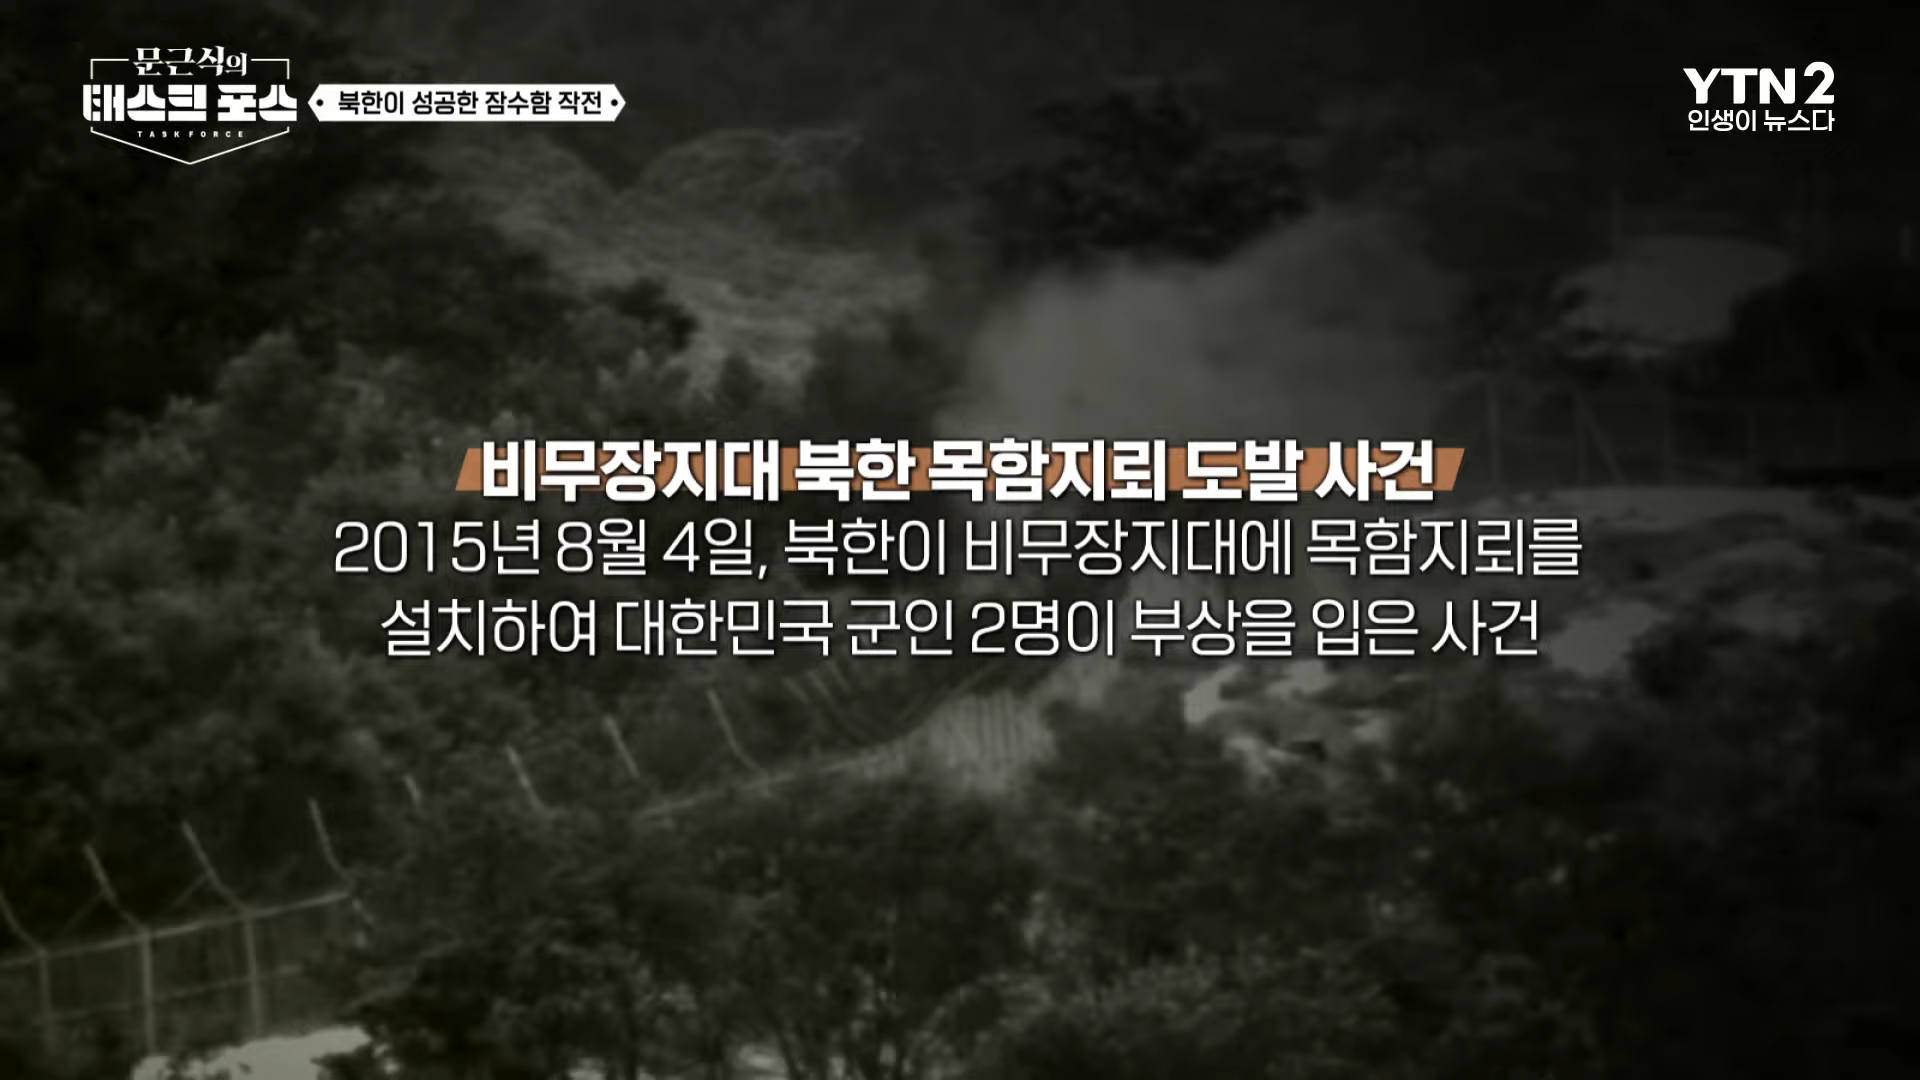 문근식의
태스크 포스
TASK FORCE
북한이 성공한 잠수함 작전
YTN2
인생이 뉴스다
비무장지대 북한 목함지뢰 도발 사건
2015년 8월 4일, 북한이 비무장지대에 목함지뢰를
설치하여 대한민국 군인 2명이 부상을 입은 사건